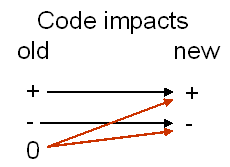 Code impacts
old new
+ +
- -
0